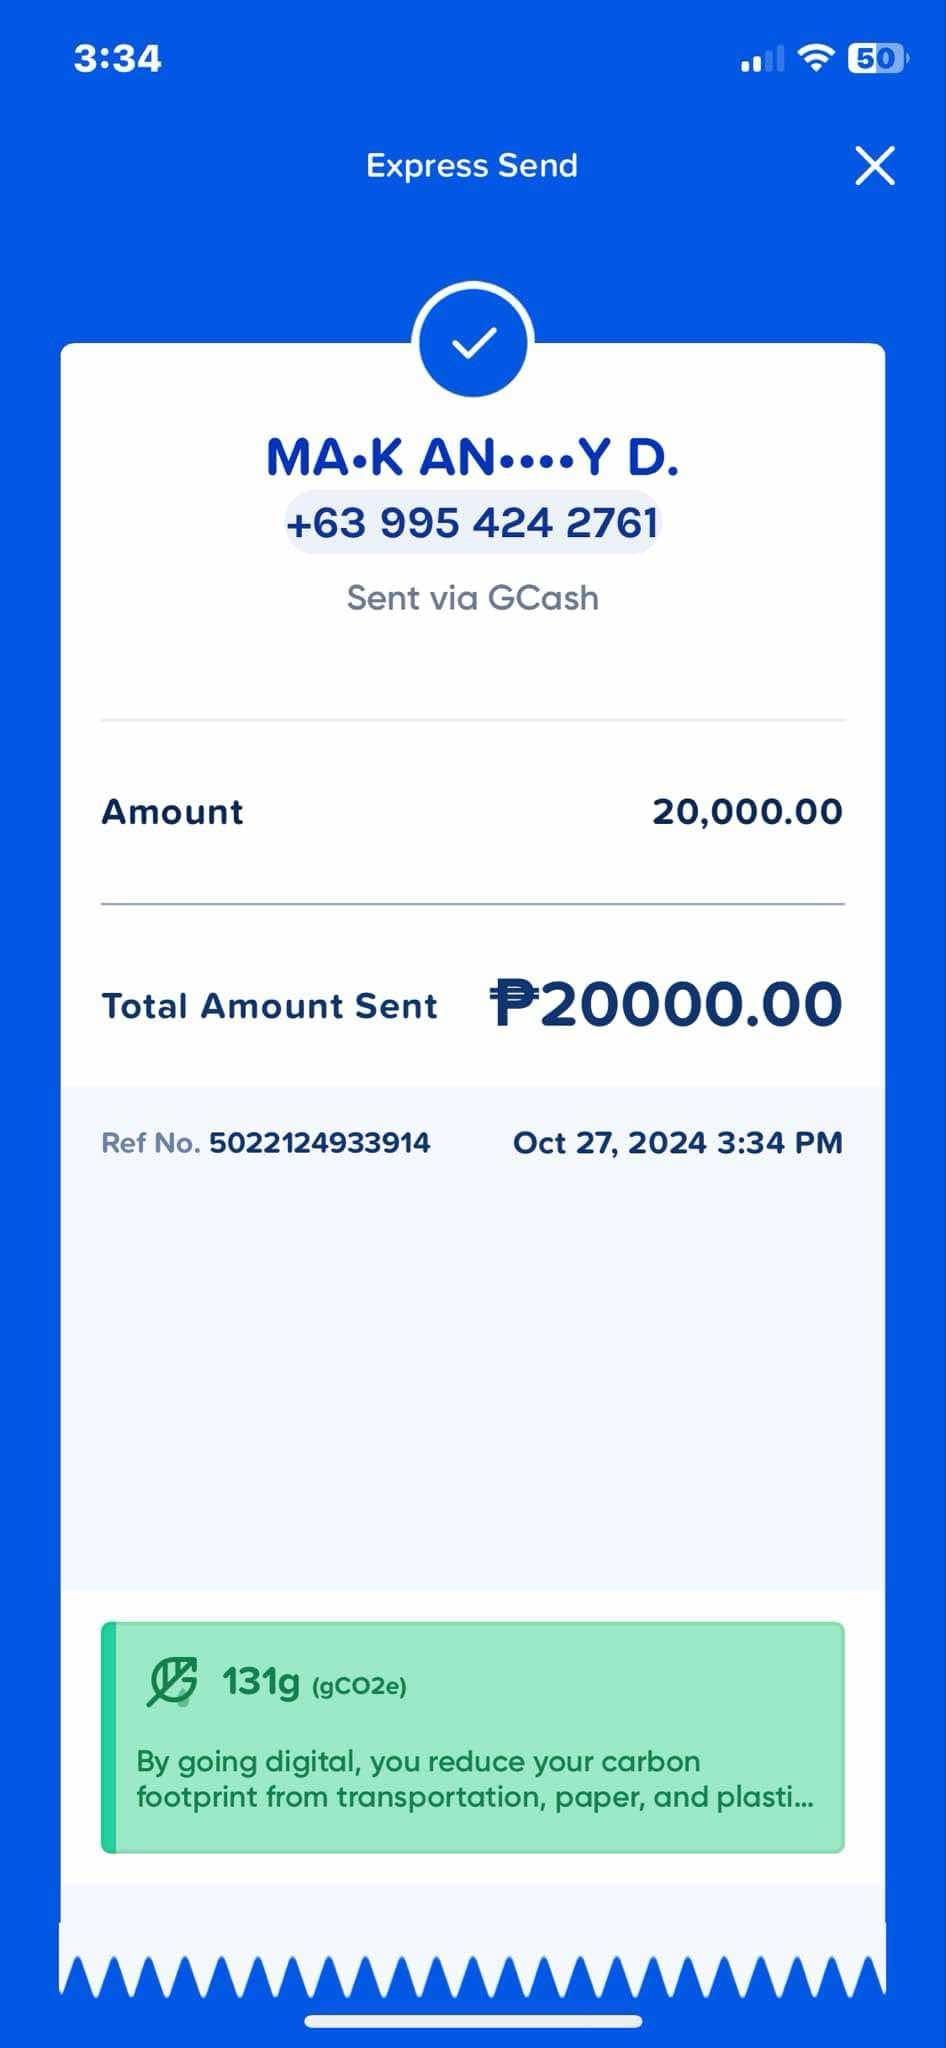 3:34
50
Express Send
MA•K AN••••Y D.
+63 995 424 2761
Sent via GCash
Amount 20,000.00
Total Amount Sent ₱20000.00
Ref No. 5022124933914 Oct 27, 2024 3:34 PM
131g (gCO2e)
By going digital, you reduce your carbon
footprint from transportation, paper, and plasti...